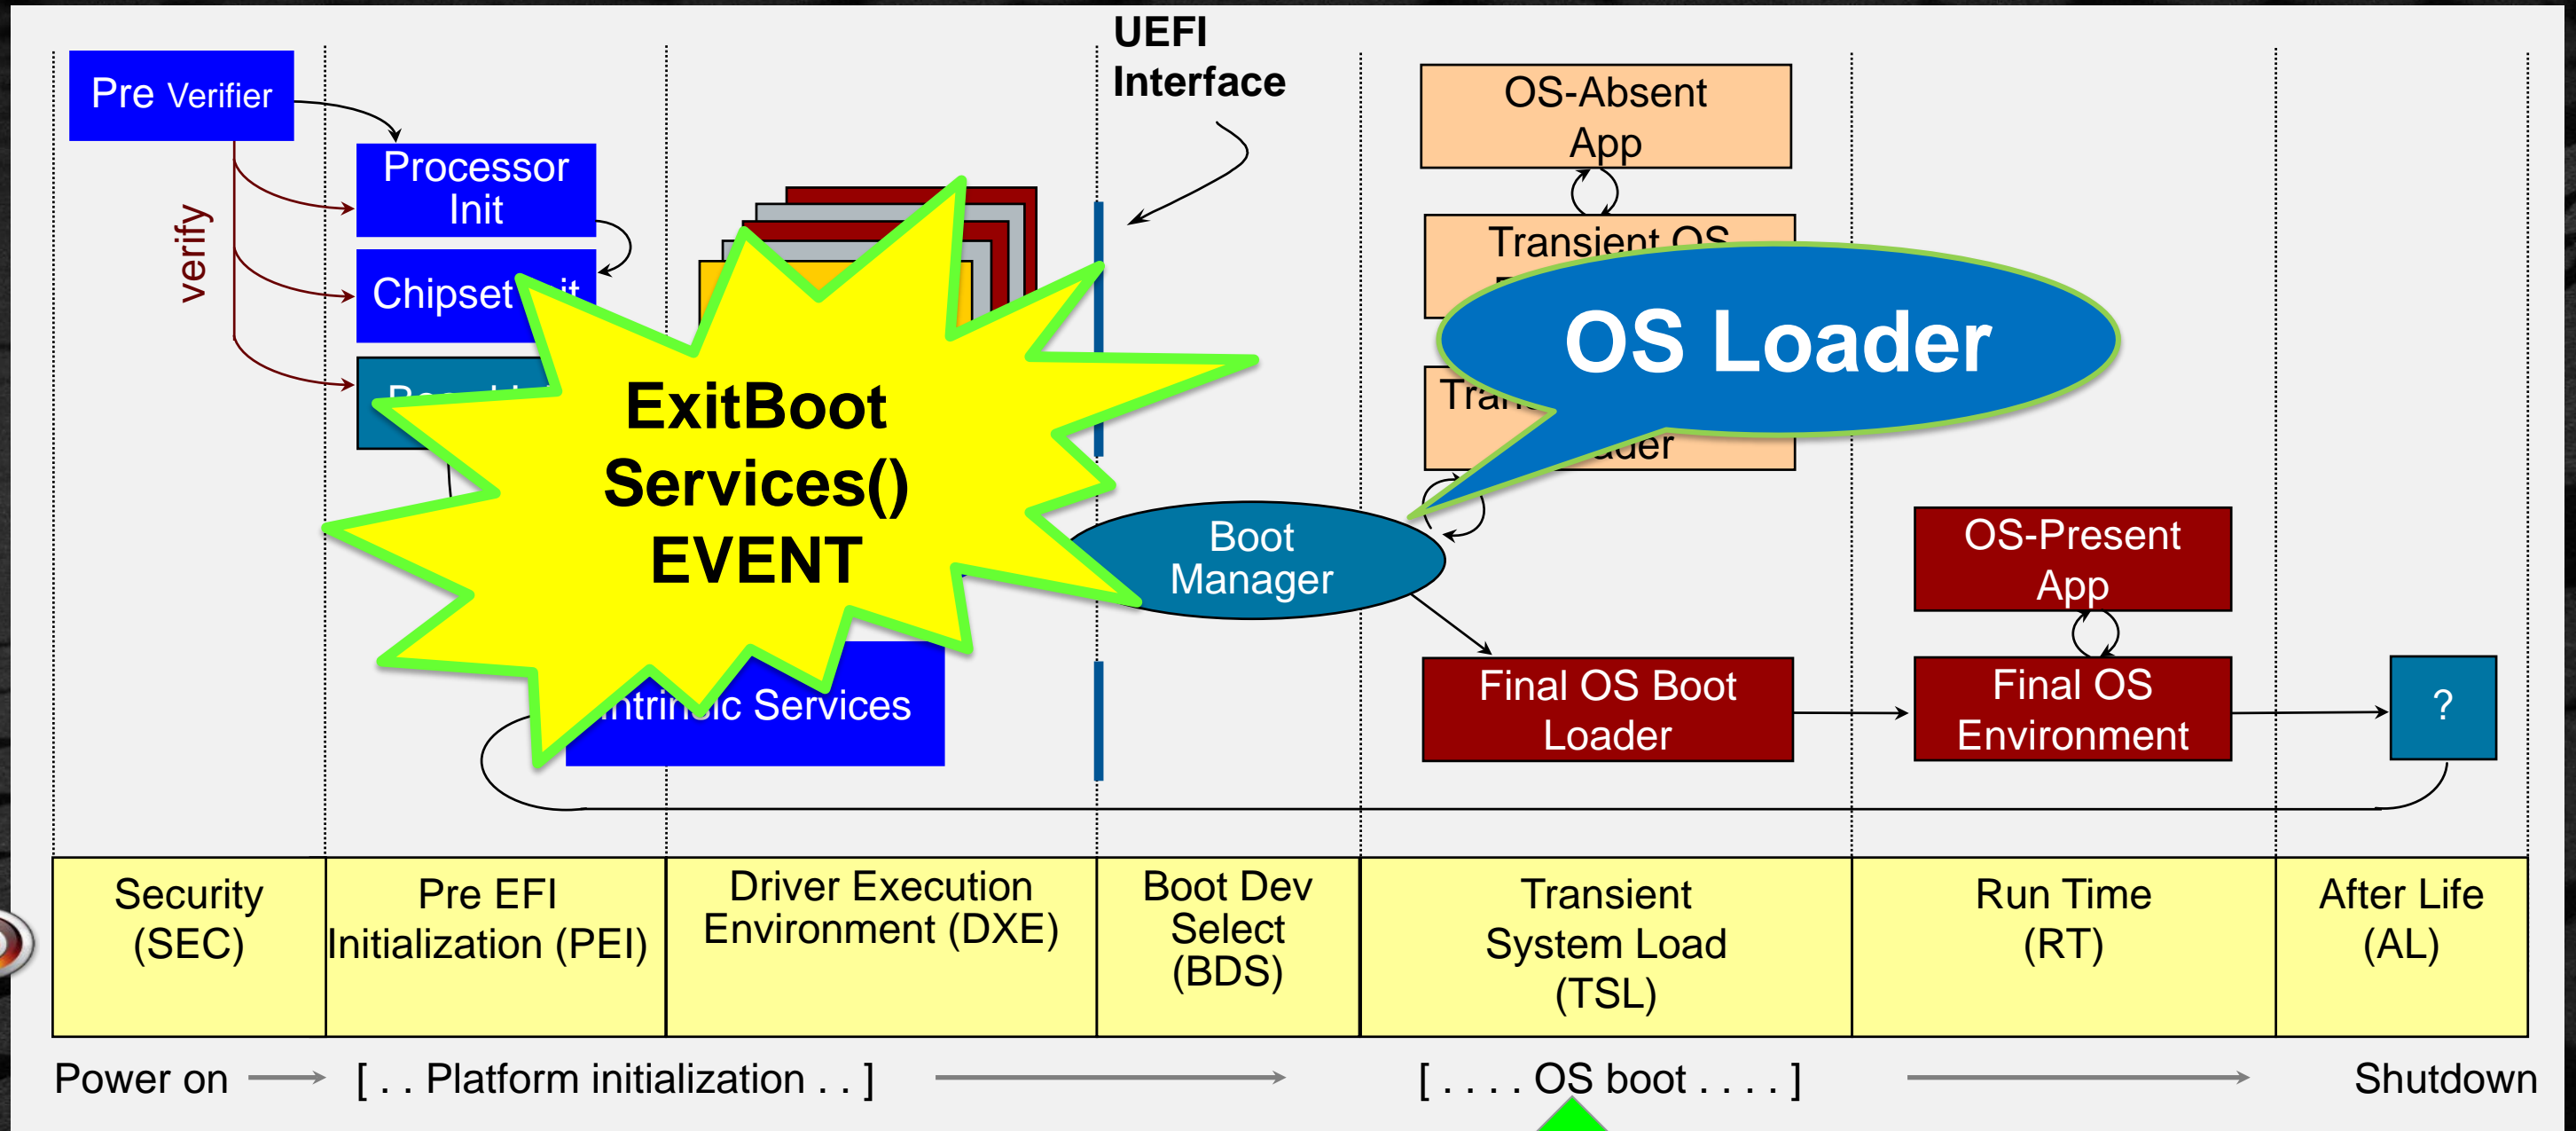 UEFI
Interface
Pre Verifier
verify
Processor
Init
Chipset
ExitBoot
Services()
EVENT
Intrinsic Services
Boot
Manager
OS-Absent
App
Transient OS
OS Loader
Final OS Boot
Loader
OS-Present
App
Final OS
Environment
?
Security
(SEC)
Pre EFI
Initialization (PEI)
Driver Execution
Environment (DXE)
Boot Dev
Select
(BDS)
Transient
System Load
(TSL)
Run Time
(RT)
After Life
(AL)
Power on
[ . . Platform initialization . . ]
[ . . . . OS boot . . . . ]
Shutdown